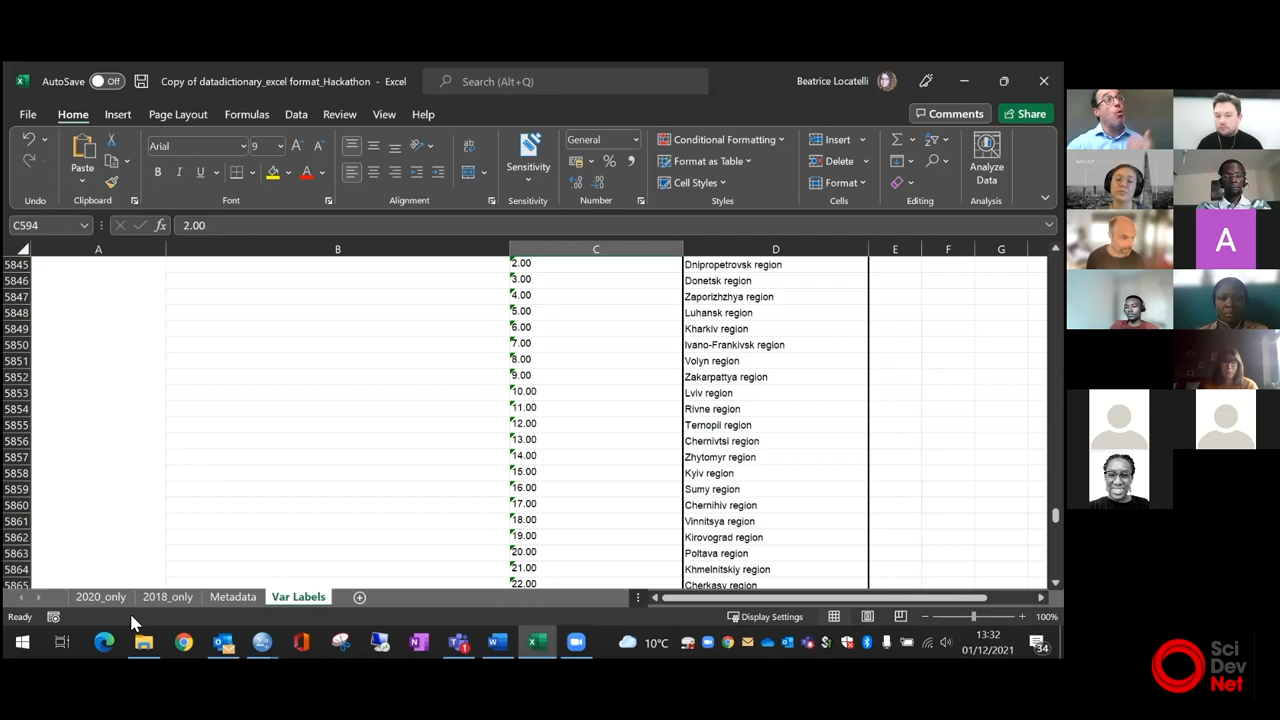 AutoSave Off Copy of datadictionary_excel format_Hackathon - Excel Search (Alt+Q) Beatrice Locatelli
File Home Insert Page Layout Formulas Data Review View Help Comments Share
Paste Arial 9 B I U A A General % 9 Sensitivity Conditional Formatting Format as Table Cell Styles Insert Delete Format Analyze Data
Undo Clipboard Font Alignment Sensitivity Number Styles Cells Editing Analysis
C594 fx 2.00
A B C D E F G
5845 2.00 Dnipropetrovsk region
5846 3.00 Donetsk region
5847 4.00 Zaporizhzhya region
5848 5.00 Luhansk region
5849 6.00 Kharkiv region
5850 7.00 Ivano-Frankivsk region
5851 8.00 Volyn region
5852 9.00 Zakarpattya region
5853 10.00 Lviv region
5854 11.00 Rivne region
5855 12.00 Ternopil region
5856 13.00 Chernivtsi region
5857 14.00 Zhytomyr region
5858 15.00 Kyiv region
5859 16.00 Sumy region
5860 17.00 Chernihiv region
5861 18.00 Vinnitsya region
5862 19.00 Kirovograd region
5863 20.00 Poltava region
5864 21.00 Khmelnitskiy region
5865 22.00 Cherkasy region
2020_only 2018_only Metadata Var Labels
Ready Display Settings 100%
10°C 13:32
01/12/2021 34
A
Sci
Dev
Net